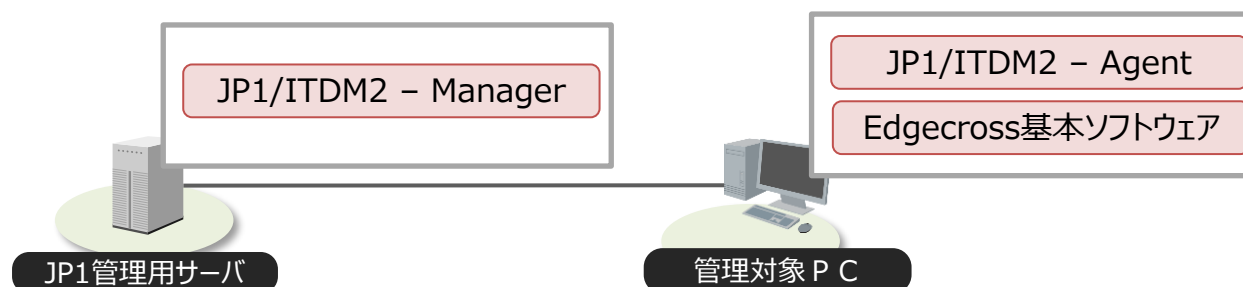 JP1/ITDM2 – Manager
JP1/ITDM2 – Agent
Edgecross基本ソフトウェア
JP1管理用サーバ
管理対象ＰＣ